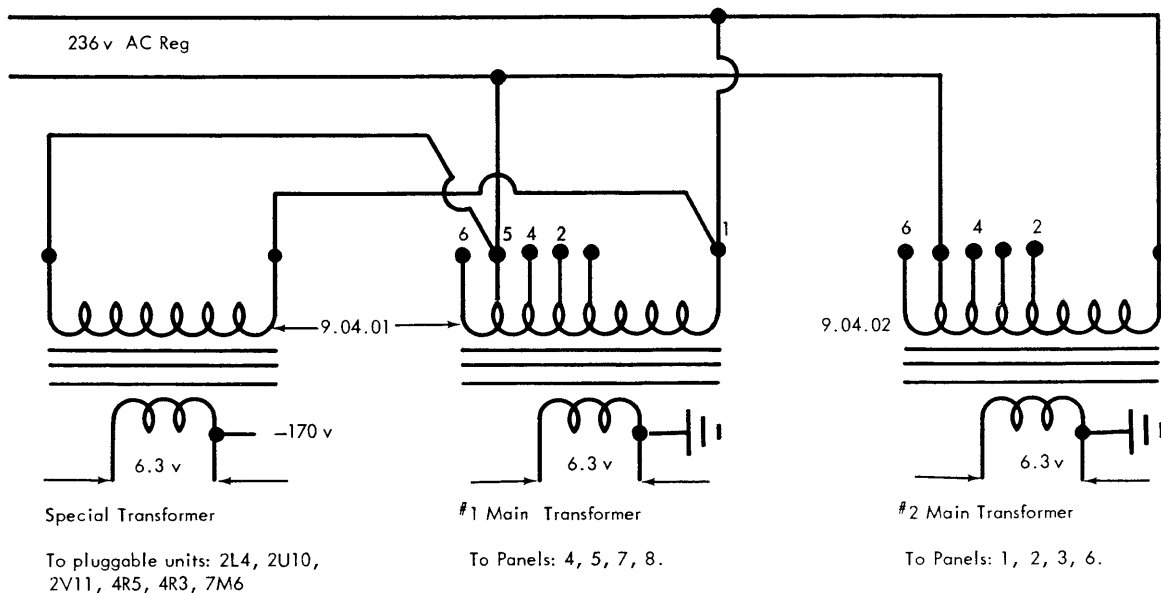 236 v AC Reg
6 5 4 2 1
6 4 2
9.04.01
9.04.02
–170 v
6.3 v
6.3 v
6.3 v
Special Transformer
#1 Main Transformer
#2 Main Transformer
To pluggable units: 2L4, 2U10,
2V11, 4R5, 4R3, 7M6
To Panels: 4, 5, 7, 8.
To Panels: 1, 2, 3, 6.